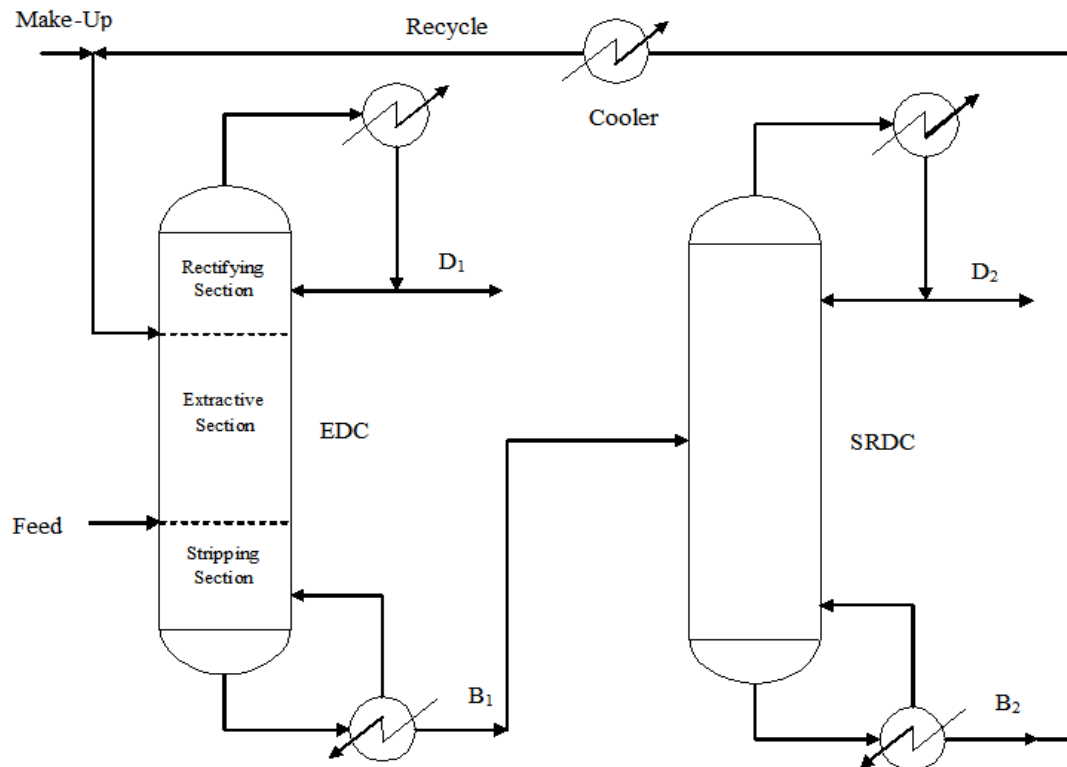 Make-Up
Recycle
Cooler
Rectifying
Section
D₁
D₂
Extractive
Section
EDC
SRDC
Feed
Stripping
Section
B₁
B₂